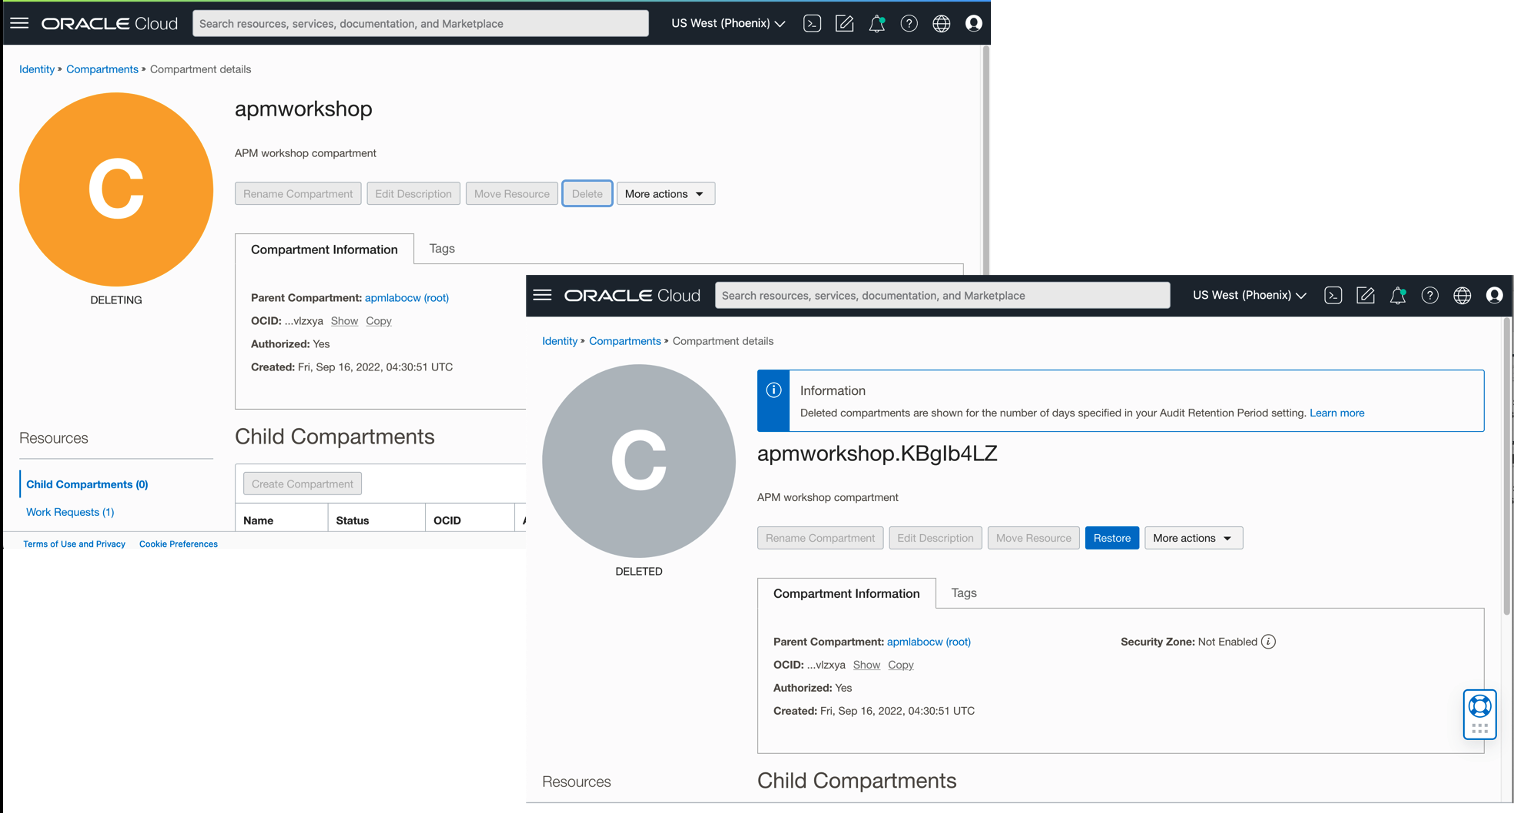 ORACLE Cloud
Search resources, services, documentation, and Marketplace
US West (Phoenix)
Identity » Compartments » Compartment details
C
DELETING
apmworkshop
APM workshop compartment
Rename Compartment Edit Description Move Resource Delete More actions
Compartment Information Tags
Parent Compartment: apmlabocw (root)
OCID: ...vlzxya Show Copy
Authorized: Yes
Created: Fri, Sep 16, 2022, 04:30:51 UTC
Resources
Child Compartments (0)
Work Requests (1)
Child Compartments
Create Compartment
Name Status OCID
Terms of Use and Privacy Cookie Preferences
ORACLE Cloud
Search resources, services, documentation, and Marketplace
US West (Phoenix)
Identity » Compartments » Compartment details
C
DELETED
Information
Deleted compartments are shown for the number of days specified in your Audit Retention Period setting. Learn more
apmworkshop.KBgIb4LZ
APM workshop compartment
Rename Compartment Edit Description Move Resource Restore More actions
Compartment Information Tags
Parent Compartment: apmlabocw (root)
Security Zone: Not Enabled
OCID: ...vlzxya Show Copy
Authorized: Yes
Created: Fri, Sep 16, 2022, 04:30:51 UTC
Resources
Child Compartments